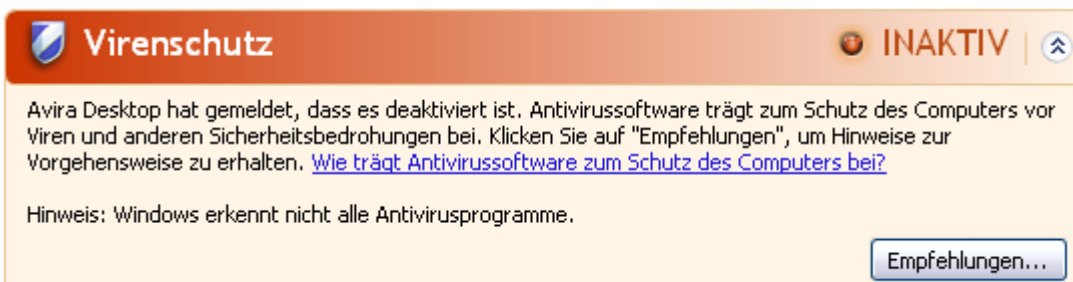 Virenschutz
INAKTIV
Avira Desktop hat gemeldet, dass es deaktiviert ist. Antivirussoftware trägt zum Schutz des Computers vor
Viren und anderen Sicherheitsbedrohungen bei. Klicken Sie auf "Empfehlungen", um Hinweise zur
Vorgehensweise zu erhalten. Wie trägt Antivirussoftware zum Schutz des Computers bei?
Hinweis: Windows erkennt nicht alle Antivirusprogramme.
Empfehlungen...